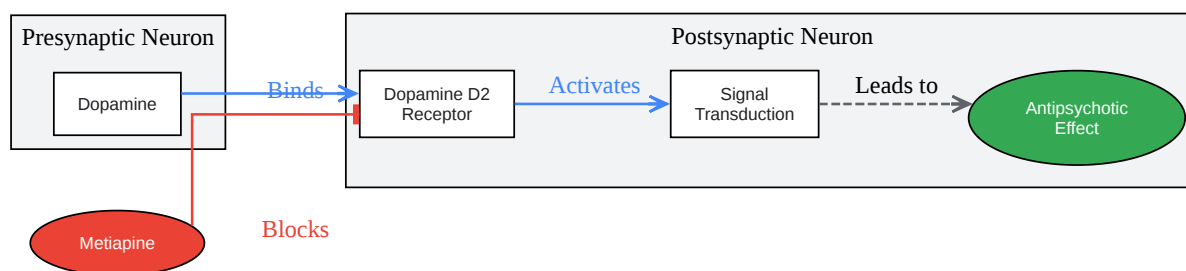 Presynaptic Neuron
Postsynaptic Neuron
Dopamine
Binds
Dopamine D2
Receptor
Activates
Signal
Transduction
Leads to
Antipsychotic
Effect
Metiapine
Blocks